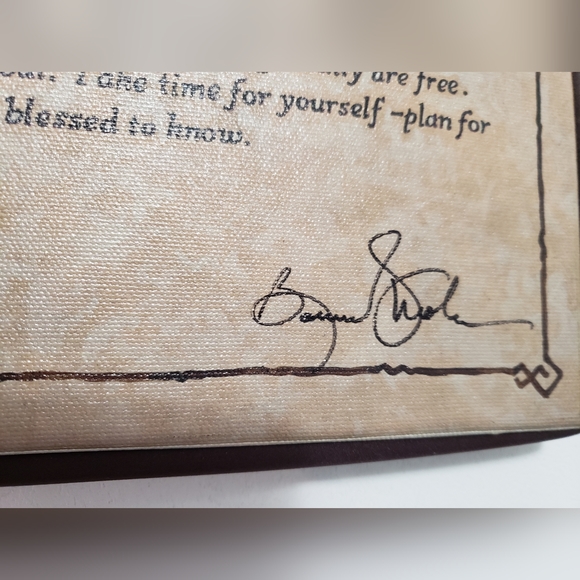 are free.
Take time for yourself -plan for
blessed to know.